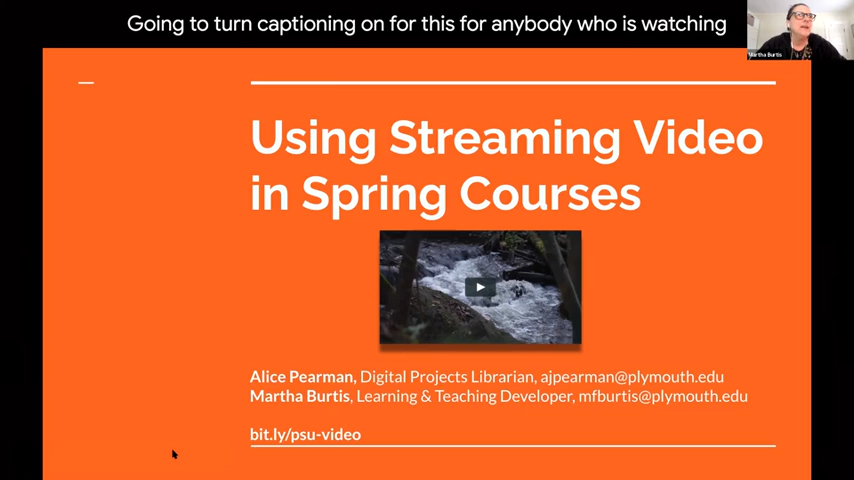 Going to turn captioning on for this for anybody who is watching
Martha Burtis
Using Streaming Video
in Spring Courses
Alice Pearman, Digital Projects Librarian, ajpearman@plymouth.edu
Martha Burtis, Learning & Teaching Developer, mfburtis@plymouth.edu
bit.ly/psu-video